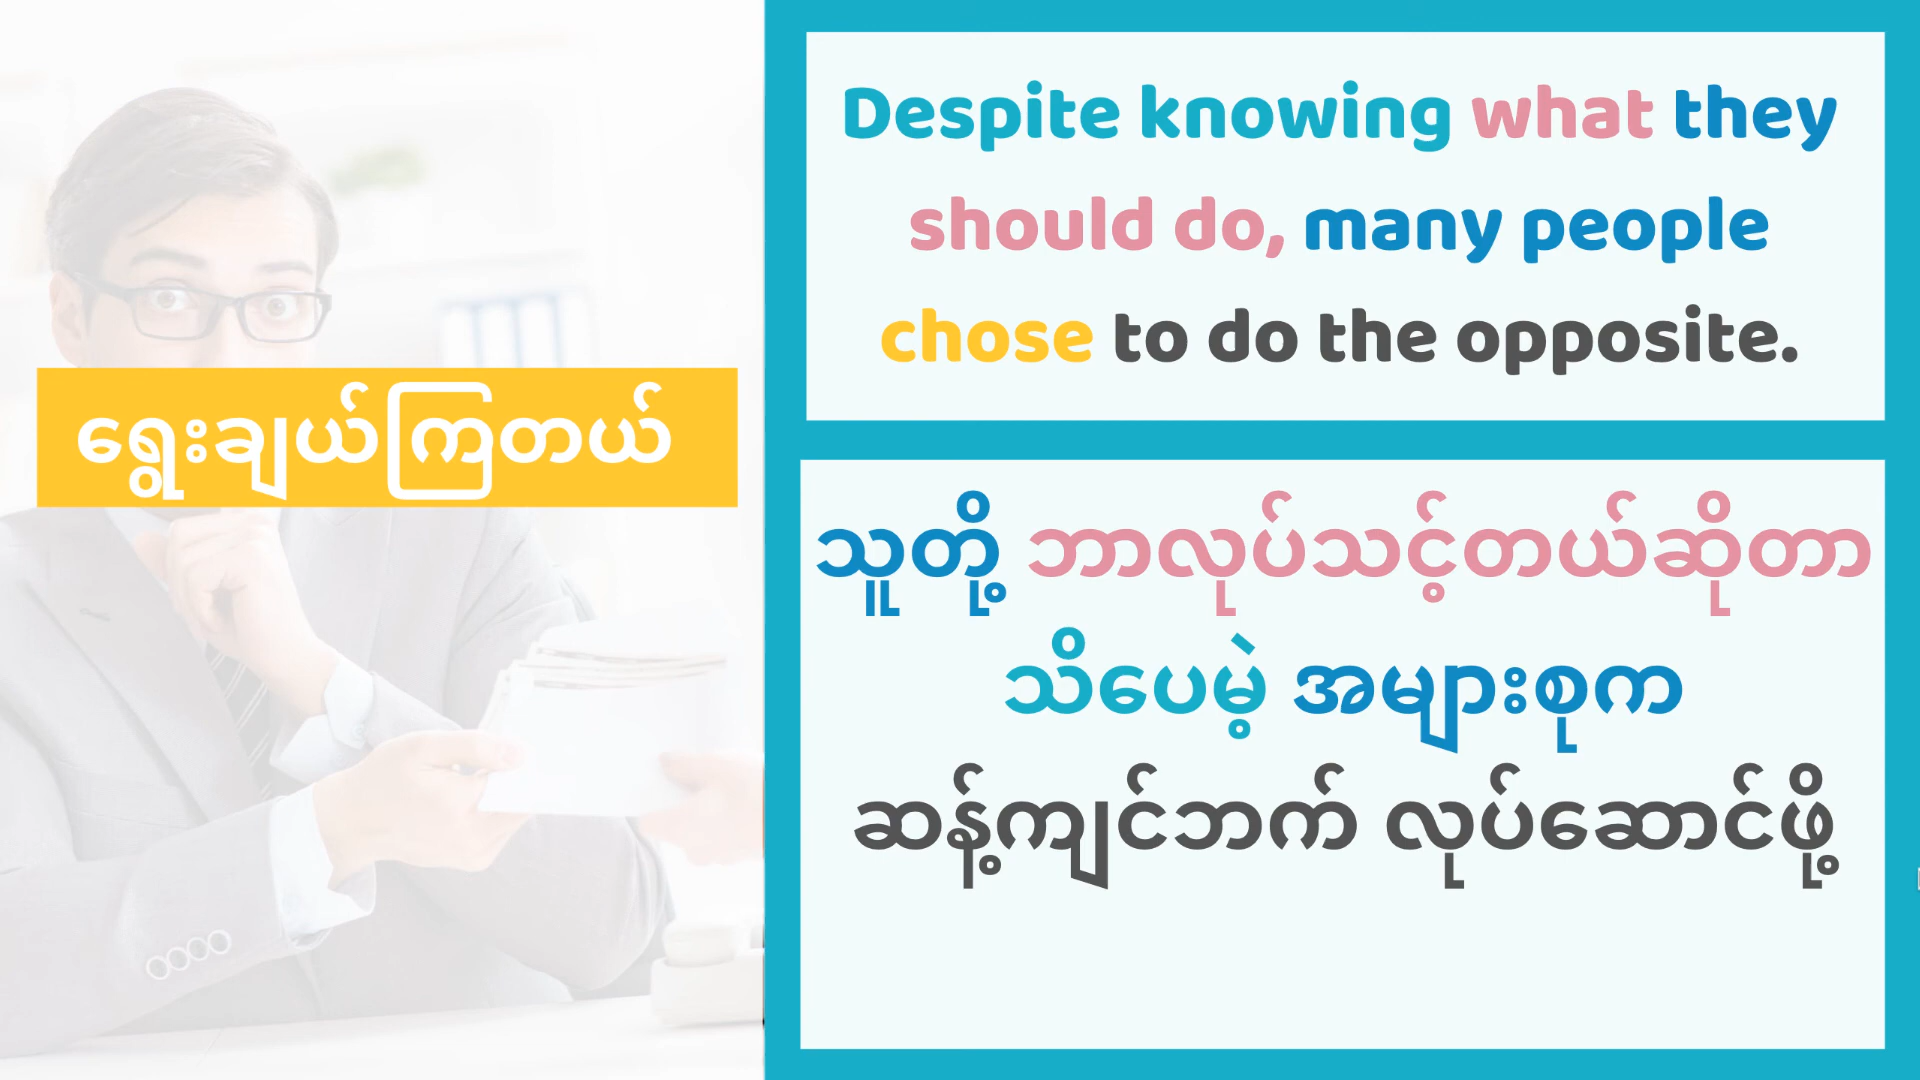 ရွေးချယ်ကြတယ်
Despite knowing what they
should do, many people
chose to do the opposite.
သူတို့ ဘာလုပ်သင့်တယ်ဆိုတာ
သိပေမဲ့ အများစုက
ဆန့်ကျင်ဘက် လုပ်ဆောင်ဖို့